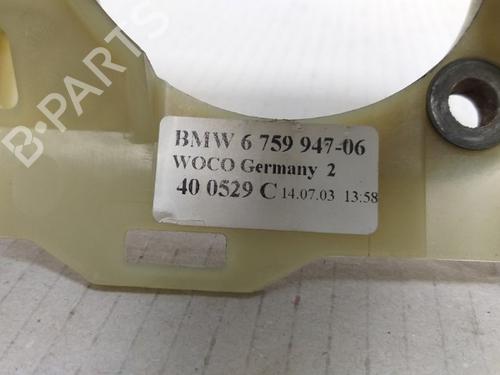 B-PARTS
BMW 6 759 947-06
WOCO Germany 2
40 0529 C 14.07.03 13:58